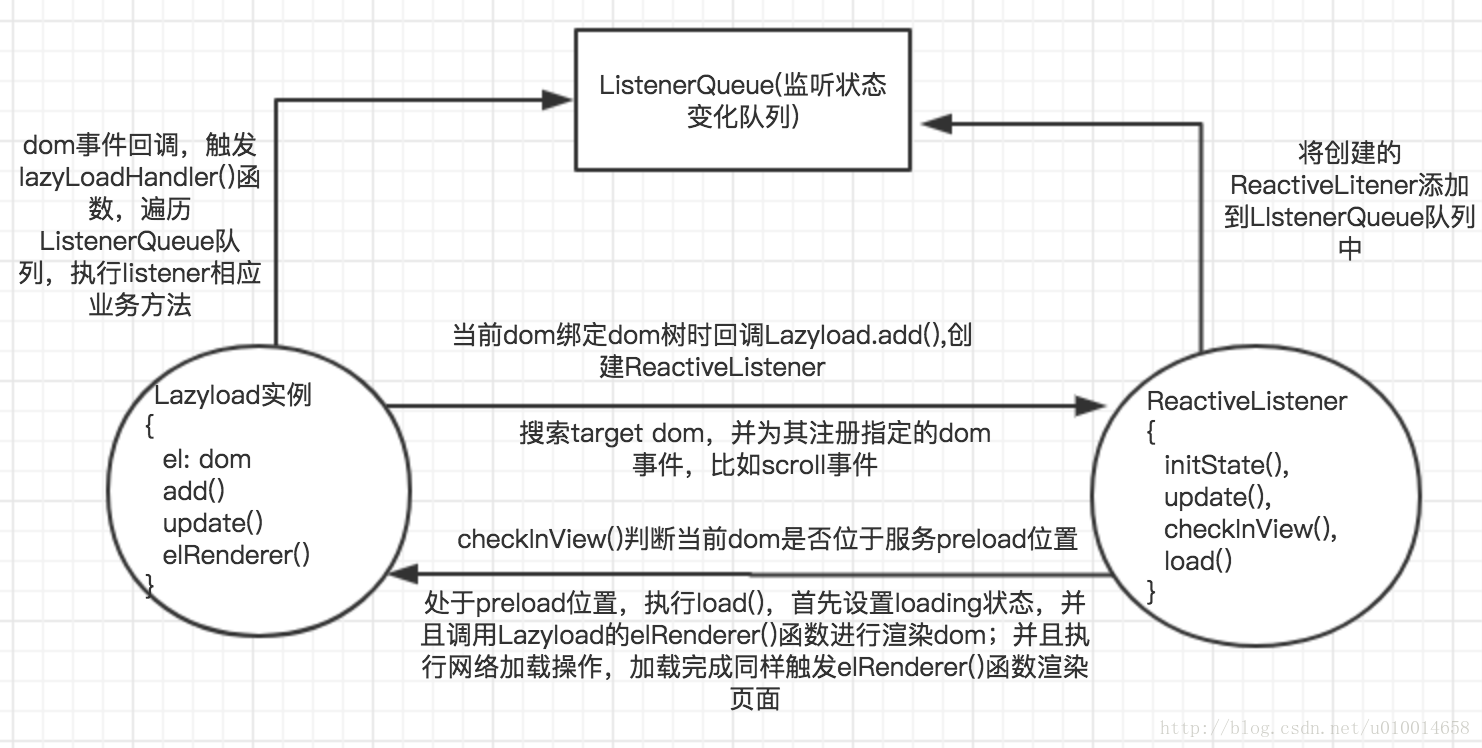 ListenerQueue(监听状态
变化队列)
dom事件回调，触发
lazyLoadHandler()函
数，遍历
ListenerQueue队
列，执行listener相应
业务方法
将创建的
ReactiveLitener添加
到LIstenerQueue队列
中
当前dom绑定dom树时回调Lazyload.add(),创
建ReactiveListener
搜索target dom，并为其注册指定的dom
事件，比如scroll事件
Lazyload实例
{
el: dom
add()
update()
elRenderer()
}
ReactiveListener
{
initState(),
update(),
checkInView(),
load()
}
checkInView()判断当前dom是否位于服务preload位置
处于preload位置，执行load()，首先设置loading状态，并
且调用Lazyload的elRenderer()函数进行渲染dom；并且执
行网络加载操作，加载完成同样触发elRenderer()函数渲染
页面
http://blog.csdn.net/u010014658